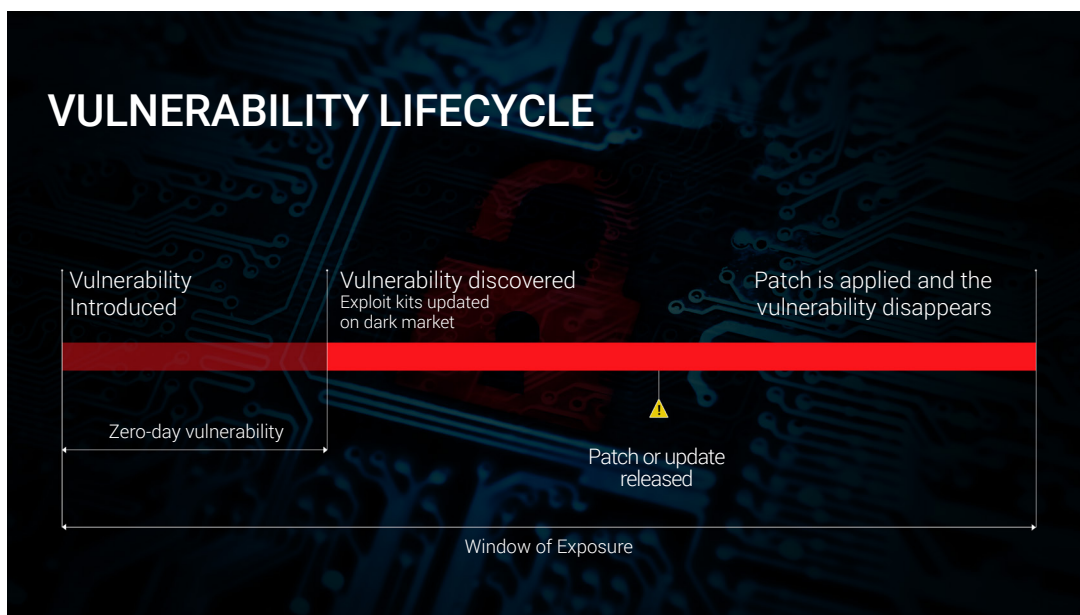 VULNERABILITY LIFECYCLE
Vulnerability
Introduced
Vulnerability discovered
Exploit kits updated
on dark market
Patch is applied and the
vulnerability disappears
!
Zero-day vulnerability
Patch or update
released
Window of Exposure